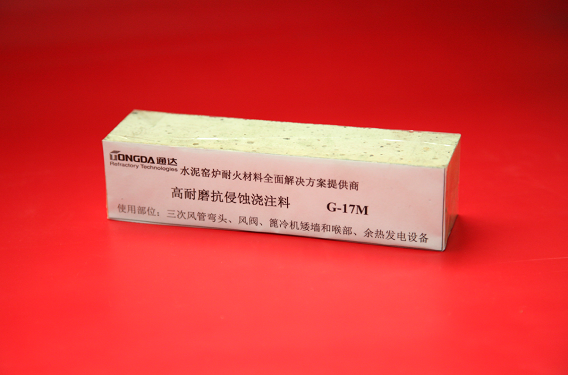 TONGDA 通达
Refractory Technologies
水泥窑炉耐火材料全面解决方案提供商
高耐磨抗侵蚀浇注料 G-17M
使用部位：三次风管弯头、风阀、篦冷机矮墙和喉部、余热发电设备